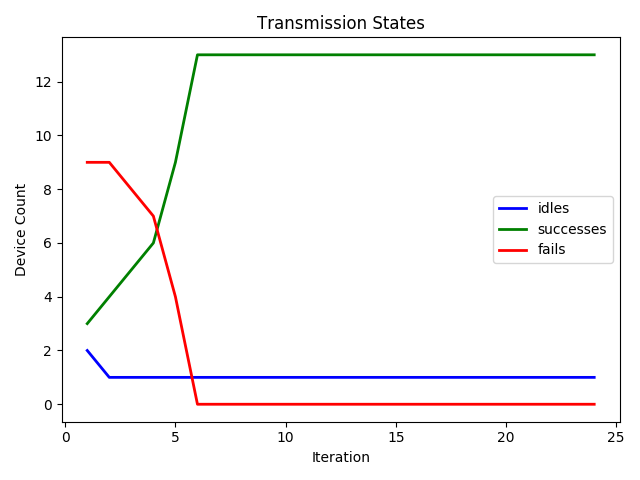 Transmission States
Device Count
12
10
8
6
4
2
0
idles
successes
fails
0 5 10 15 20 25
Iteration